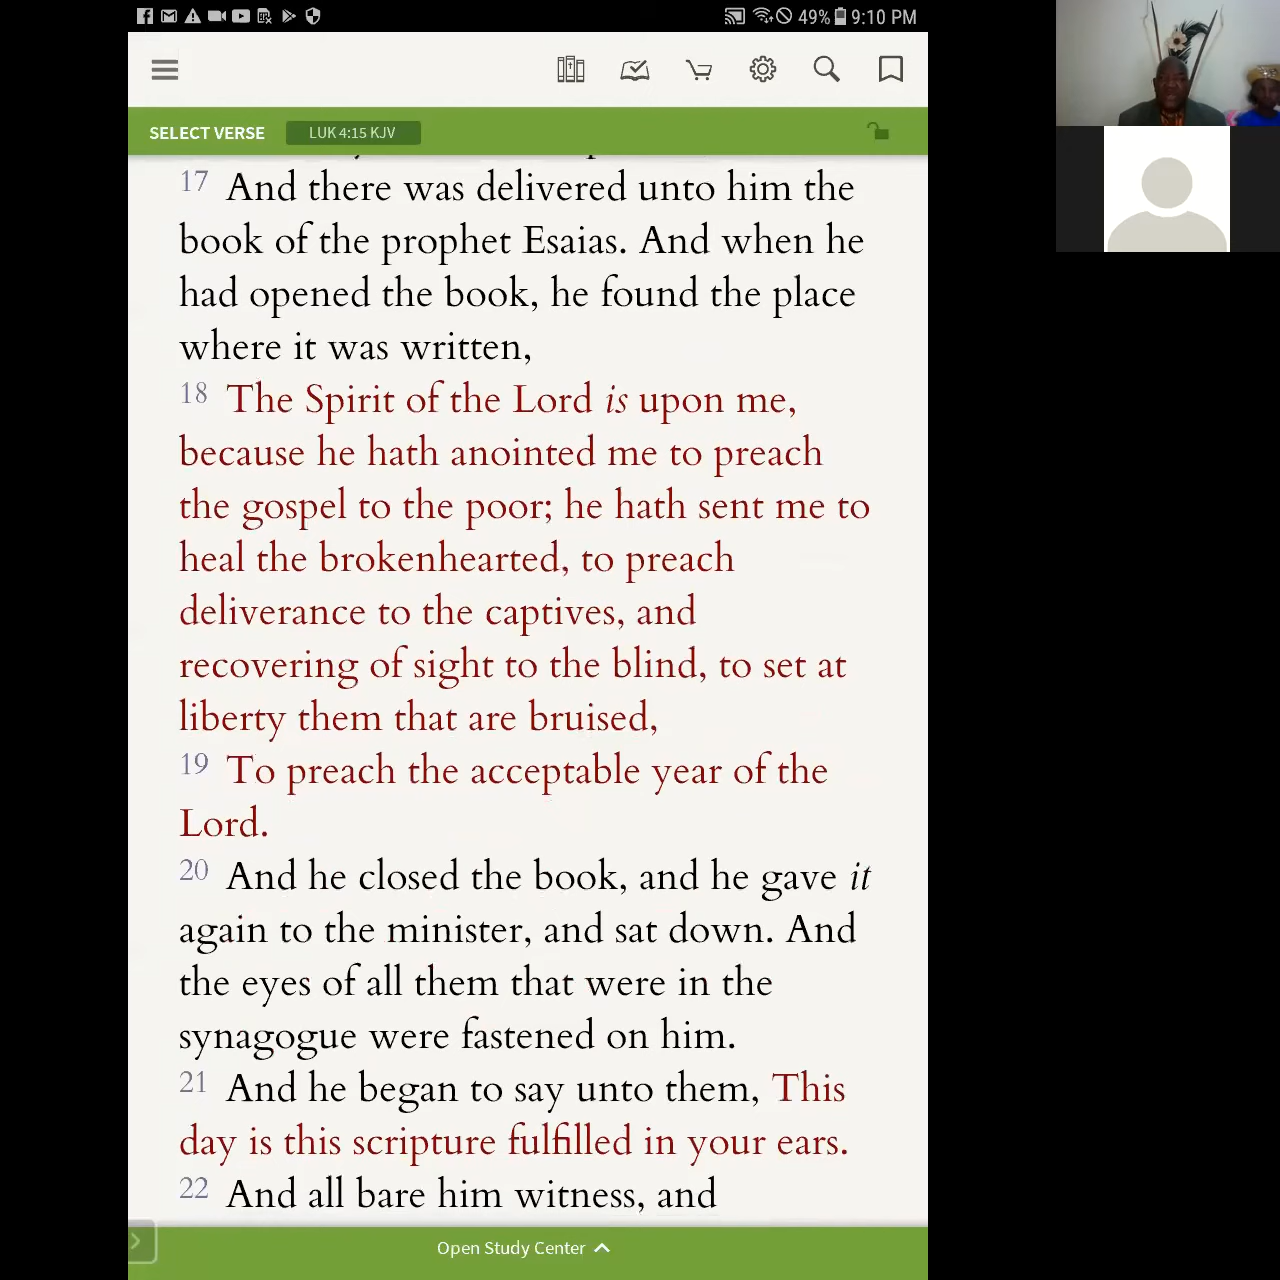 49% 9:10 PM
SELECT VERSE LUK 4:15 KJV
17 And there was delivered unto him the
book of the prophet Esaias. And when he
had opened the book, he found the place
where it was written,
18 The Spirit of the Lord is upon me,
because he hath anointed me to preach
the gospel to the poor; he hath sent me to
heal the brokenhearted, to preach
deliverance to the captives, and
recovering of sight to the blind, to set at
liberty them that are bruised,
19 To preach the acceptable year of the
Lord.
20 And he closed the book, and he gave it
again to the minister, and sat down. And
the eyes of all them that were in the
synagogue were fastened on him.
21 And he began to say unto them, This
day is this scripture fulfilled in your ears.
22 And all bare him witness, and
Open Study Center